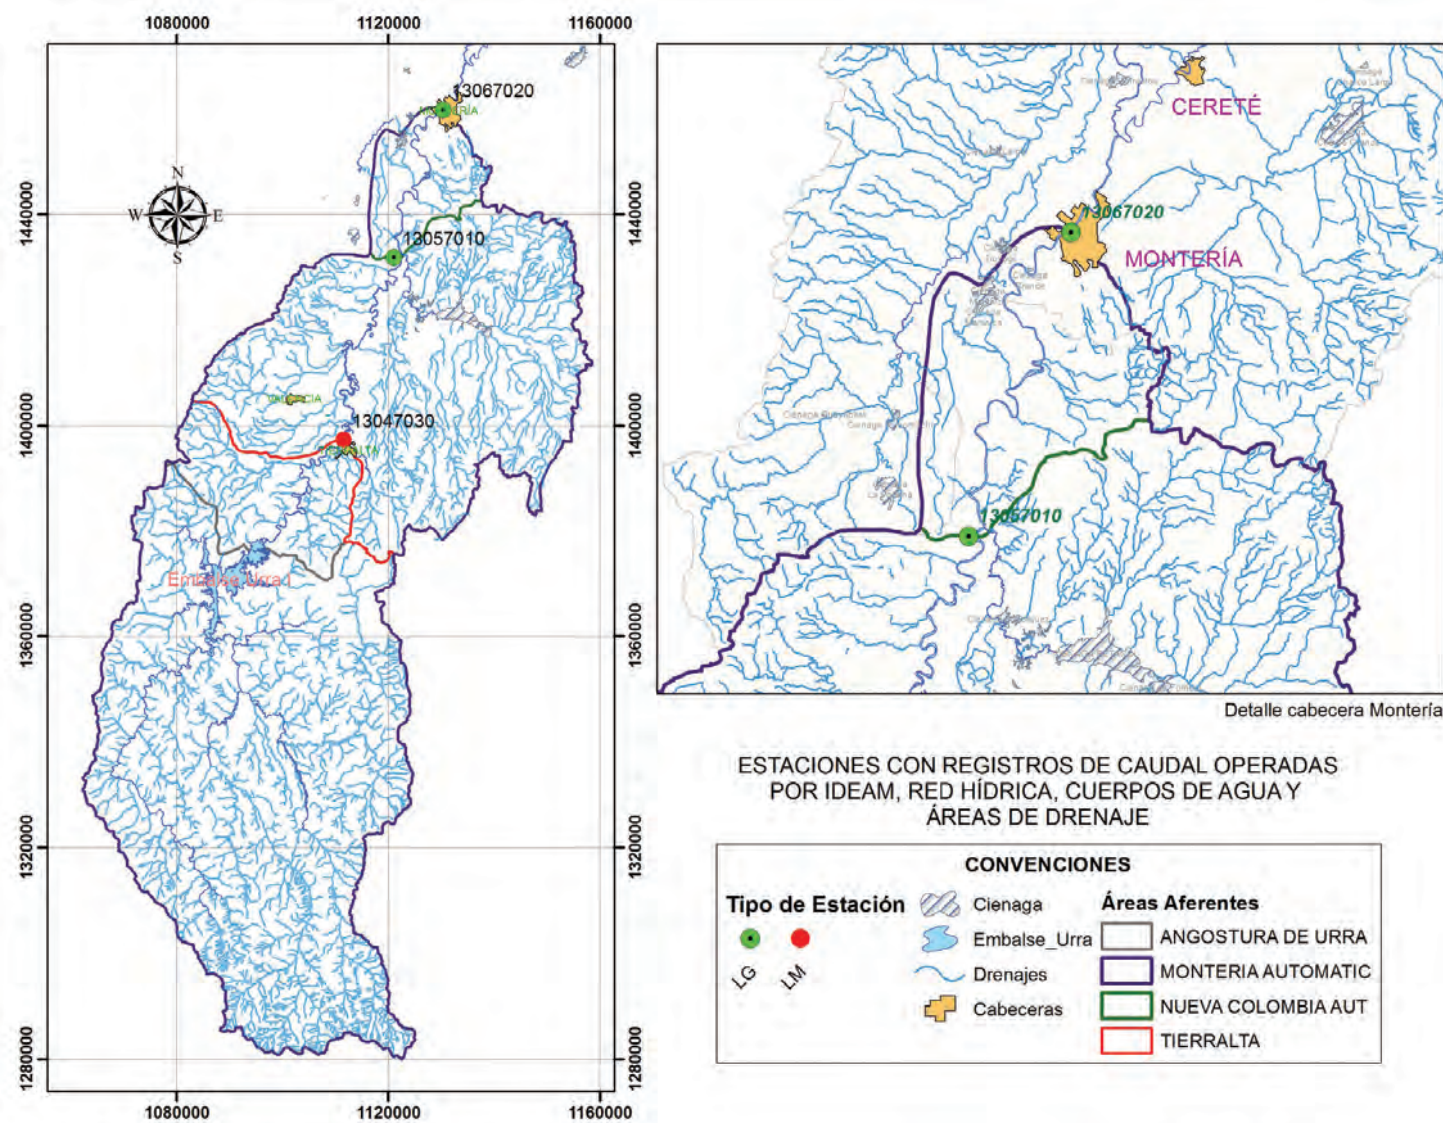 1080000
1120000
1160000
1440000
1400000
1360000
1320000
1280000
1440000
1400000
1360000
1320000
1280000
1080000
1120000
1160000
N
W
E
S
13067020
13057010
13047030
Embalse Urra I
CERETÉ
13067020
MONTERÍA
13057010
Detalle cabecera Montería
ESTACIONES CON REGISTROS DE CAUDAL OPERADAS
POR IDEAM, RED HÍDRICA, CUERPOS DE AGUA Y
ÁREAS DE DRENAJE
CONVENCIONES
Tipo de Estación
LG
LM
Cienaga
Embalse_Urra
Drenajes
Cabeceras
Áreas Aferentes
ANGOSTURA DE URRA
MONTERIA AUTOMATIC
NUEVA COLOMBIA AUT
TIERRALTA